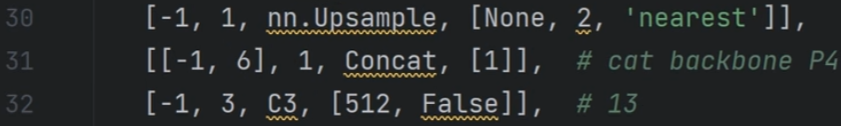 30 [-1, 1, nn.Upsample, [None, 2, 'nearest']],
31 [[-1, 6], 1, Concat, [1]], # cat backbone P4
32 [-1, 3, C3, [512, False]], # 13